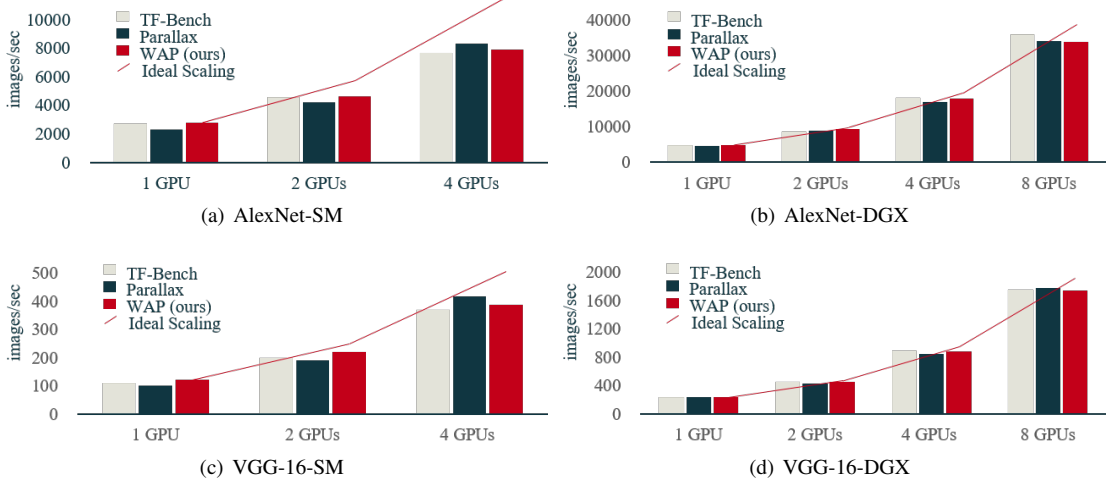 images/sec
10000
8000
6000
4000
2000
0
TF-Bench
Parallax
WAP (ours)
Ideal Scaling
1 GPU 2 GPUs 4 GPUs
(a) AlexNet-SM
images/sec
40000
30000
20000
10000
0
TF-Bench
Parallax
WAP (ours)
Ideal Scaling
1 GPU 2 GPUs 4 GPUs 8 GPUs
(b) AlexNet-DGX
images/sec
500
400
300
200
100
0
TF-Bench
Parallax
WAP (ours)
Ideal Scaling
1 GPU 2 GPUs 4 GPUs
(c) VGG-16-SM
images/sec
2000
1600
1200
800
400
0
TF-Bench
Parallax
WAP (ours)
Ideal Scaling
1 GPU 2 GPUs 4 GPUs 8 GPUs
(d) VGG-16-DGX